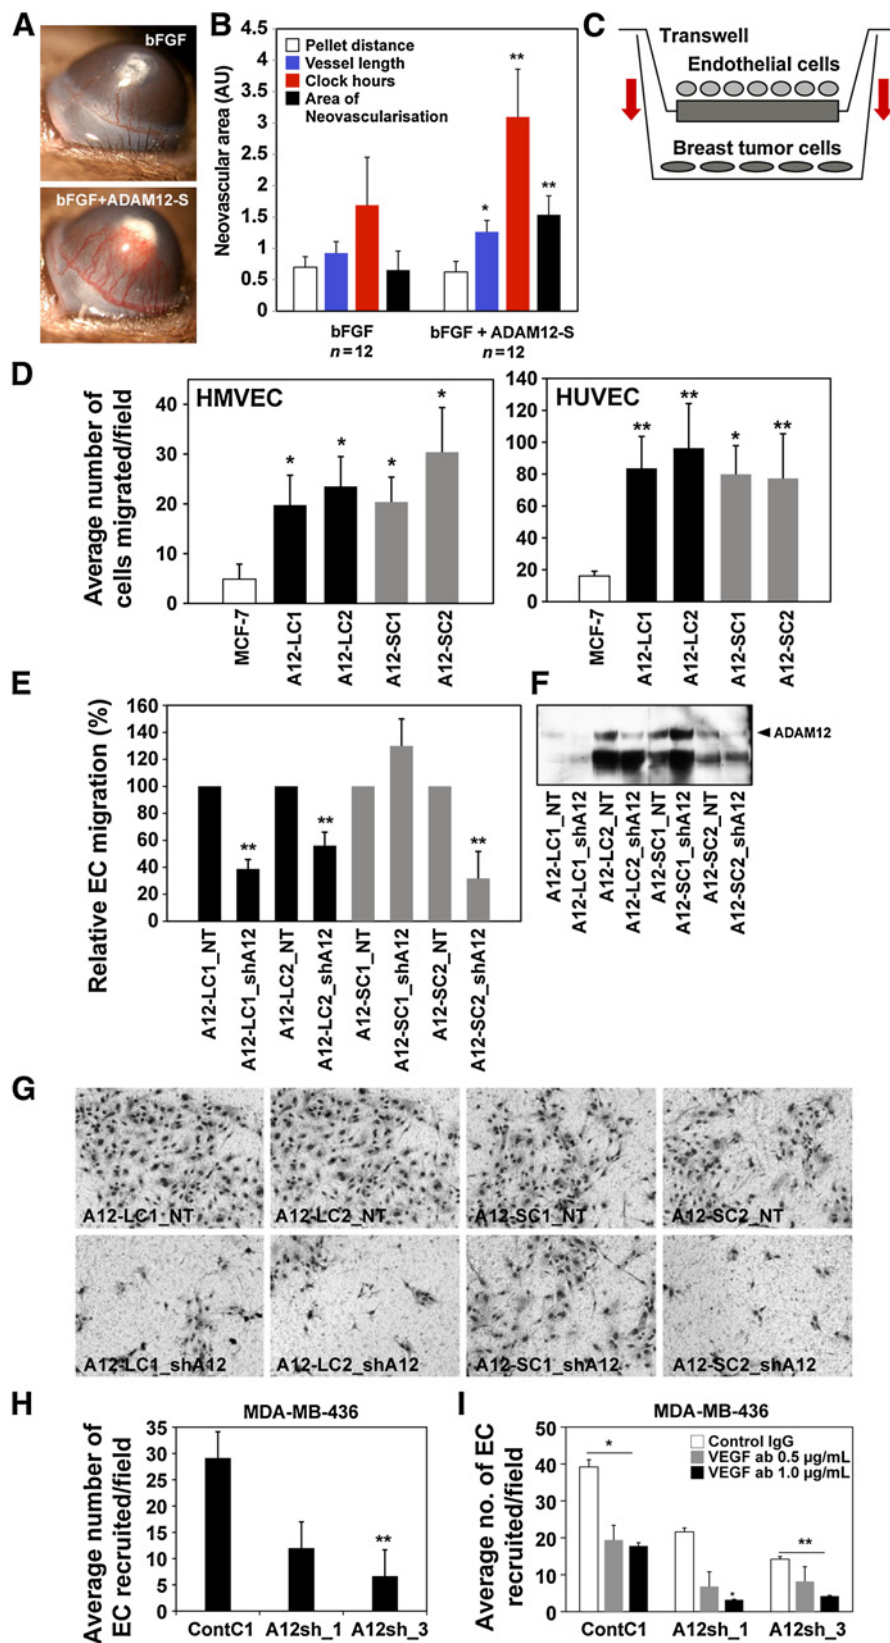 A
bFGF
bFGF+ADAM12-S
B
Neovascular area (AU)
4.5
4
3.5
3
2.5
2
1.5
1
0.5
0
Pellet distance
Vessel length
Clock hours
Area of
Neovascularisation
**
*
**
bFGF
n = 12
bFGF + ADAM12-S
n = 12
C
Transwell
Endothelial cells
Breast tumor cells
D
Average number of
cells migrated/field
HMVEC
40
30
20
10
0
*
*
*
*
MCF-7
A12-LC1
A12-LC2
A12-SC1
A12-SC2
HUVEC
140
120
100
80
60
40
20
0
**
**
*
**
MCF-7
A12-LC1
A12-LC2
A12-SC1
A12-SC2
E
Relative EC migration (%)
160
140
120
100
80
60
40
20
0
**
**
**
A12-LC1_NT
A12-LC1_shA12
A12-LC2_NT
A12-LC2_shA12
A12-SC1_NT
A12-SC1_shA12
A12-SC2_NT
A12-SC2_shA12
F
ADAM12
A12-LC1_NT
A12-LC1_shA12
A12-LC2_NT
A12-LC2_shA12
A12-SC1_NT
A12-SC1_shA12
A12-SC2_NT
A12-SC2_shA12
G
A12-LC1_NT
A12-LC2_NT
A12-SC1_NT
A12-SC2_NT
A12-LC1_shA12
A12-LC2_shA12
A12-SC1_shA12
A12-SC2_shA12
H
MDA-MB-436
Average number of
EC recruited/field
35
30
25
20
15
10
5
0
**
ContC1
A12sh_1
A12sh_3
I
MDA-MB-436
Average no. of EC
recruited/field
50
40
30
20
10
0
Control IgG
VEGF ab 0.5 µg/mL
VEGF ab 1.0 µg/mL
*
*
**
ContC1
A12sh_1
A12sh_3